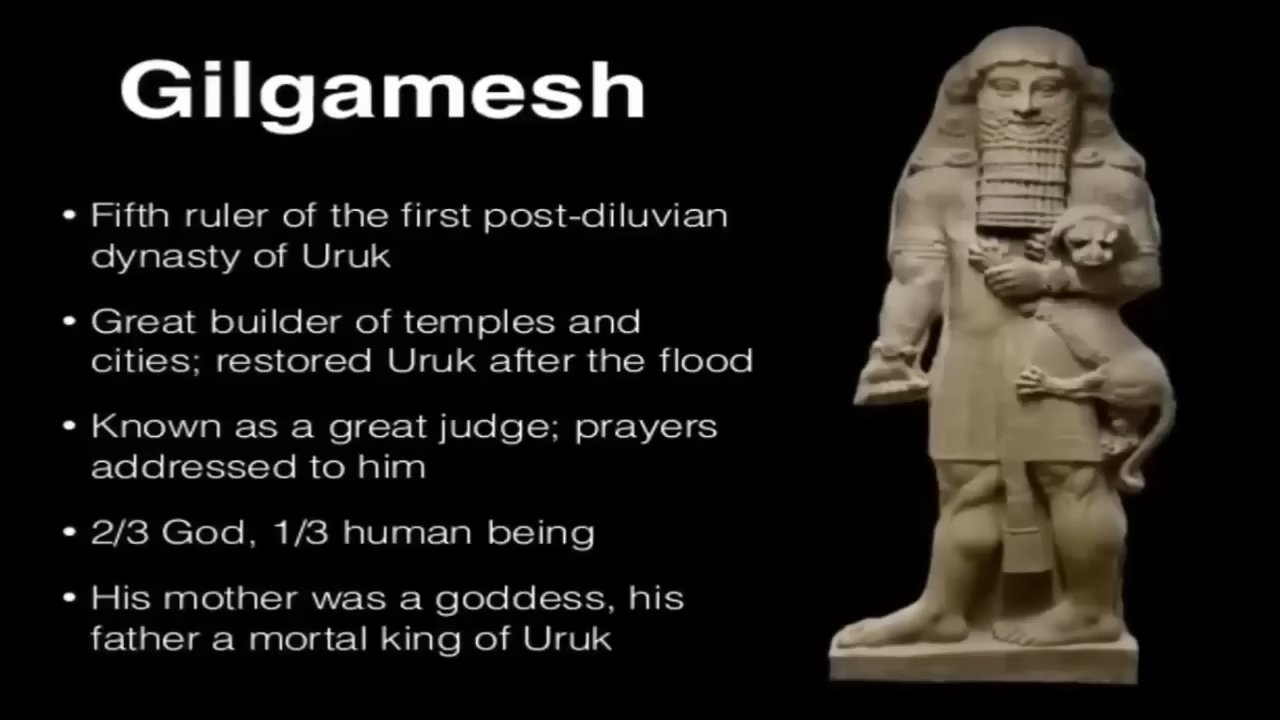 Gilgamesh
• Fifth ruler of the first post-diluvian
dynasty of Uruk
• Great builder of temples and
cities; restored Uruk after the flood
• Known as a great judge; prayers
addressed to him
• 2/3 God, 1/3 human being
• His mother was a goddess, his
father a mortal king of Uruk